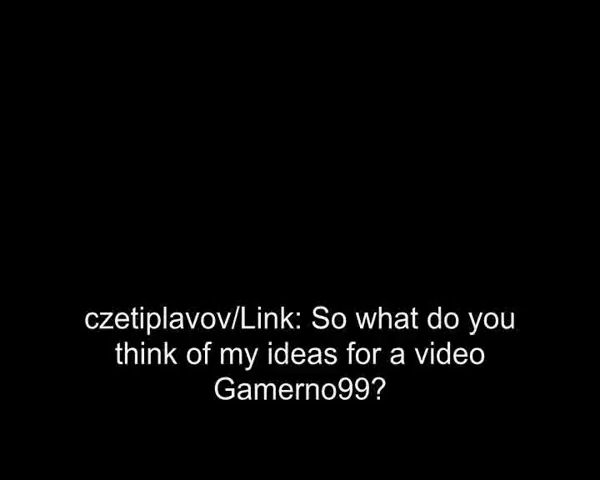 czetiplavov/Link: So what do you
think of my ideas for a video
Gamerno99?